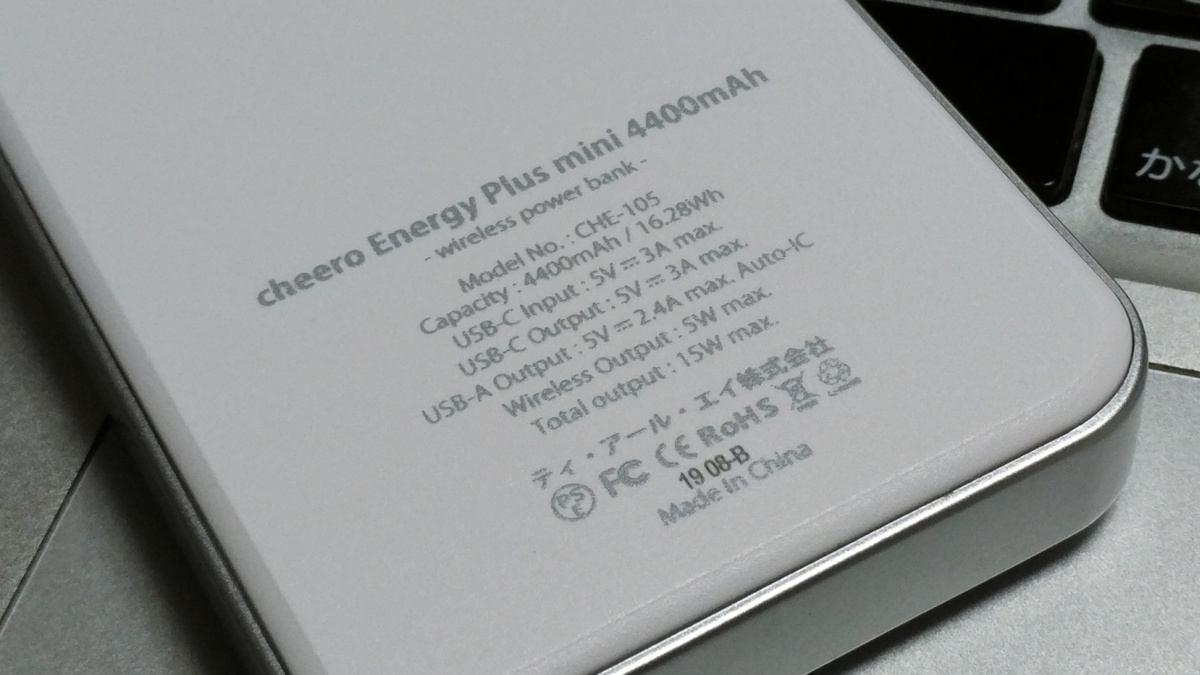 cheero Energy Plus mini 4400mAh
- wireless power bank -
Model No. : CHE-105
Capacity : 4400mAh / 16.28Wh
USB-C Input : 5V ⎓ 3A max.
USB-C Output : 5V ⎓ 3A max.
USB-A Output : 5V ⎓ 2.4A max. Auto-IC
Wireless Output : 5W max.
Total output : 15W max.
ティ・アール・エイ株式会社
PSE FC CE RoHS
19 08-B
Made In China
か